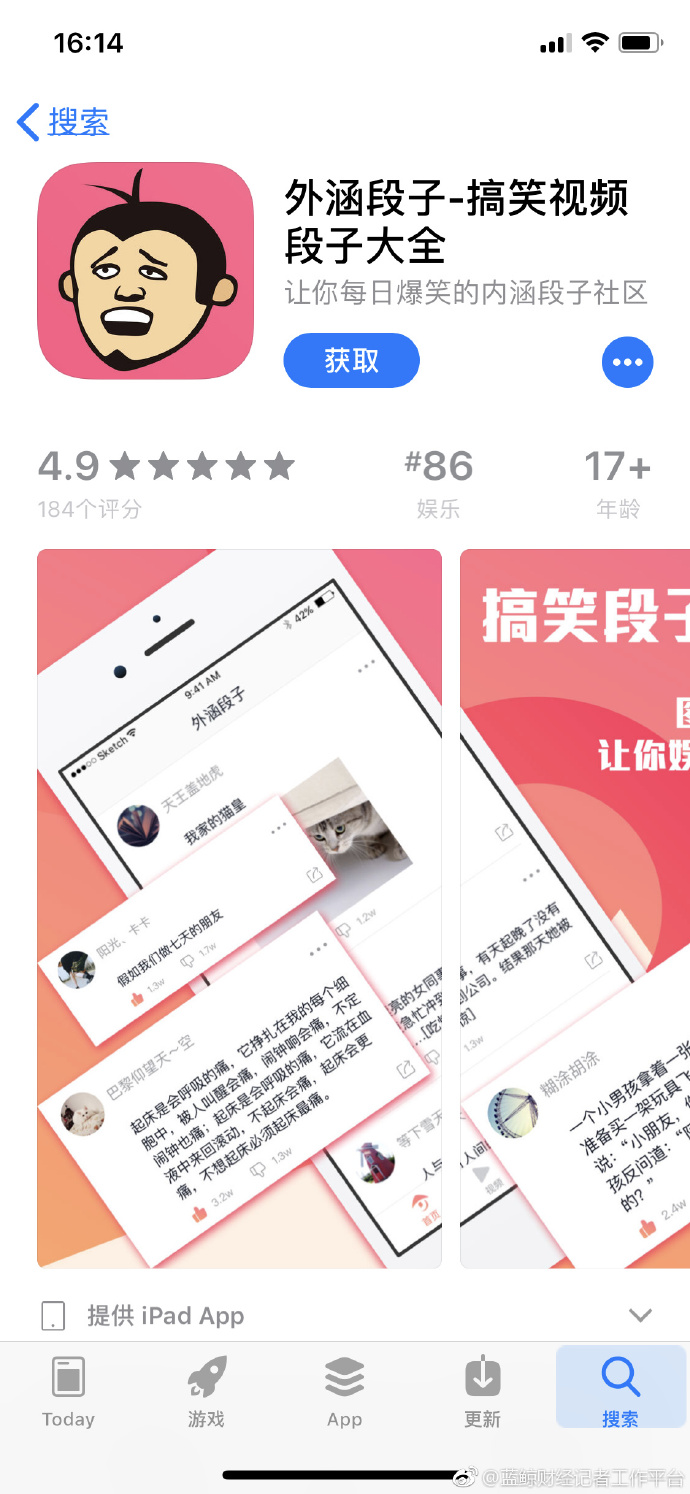 16:14
搜索
外涵段子-搞笑视频
段子大全
让你每日爆笑的内涵段子社区
获取
4.9
#86
17+
184个评分
娱乐
年龄
42%
9:41 AM
Sketch
外涵段子
天王盖地虎
我家的猫皇
1.2w
阳光、卡卡
假如我们做七天的朋友
1.3w
1.7w
亮的女同事
急忙冲到
...[吃惊
巴黎仰望天~空
起床是会呼吸的痛，它挣扎在我的每个细
胞中，被人叫醒会痛，闹钟响会痛，不定
闹钟也痛；起床是会呼吸的痛，它流在血
液中来回滚动，不起床会痛，起床会更
痛，不想起床必须起床最痛。
3.2w
1.3w
等下雪天
人与
首页
搞笑段子
让你娱
事，有天起晚了没有
到公司。结果那天她被
1.3w
人间
视频
糊涂胡涂
一个小男孩拿着一张
准备买一架玩具飞
说：“小朋友，你
孩反问道：“阿
的？”
2.4w
提供 iPad App
Today
游戏
App
更新
搜索
@蓝鲸财经记者工作平台